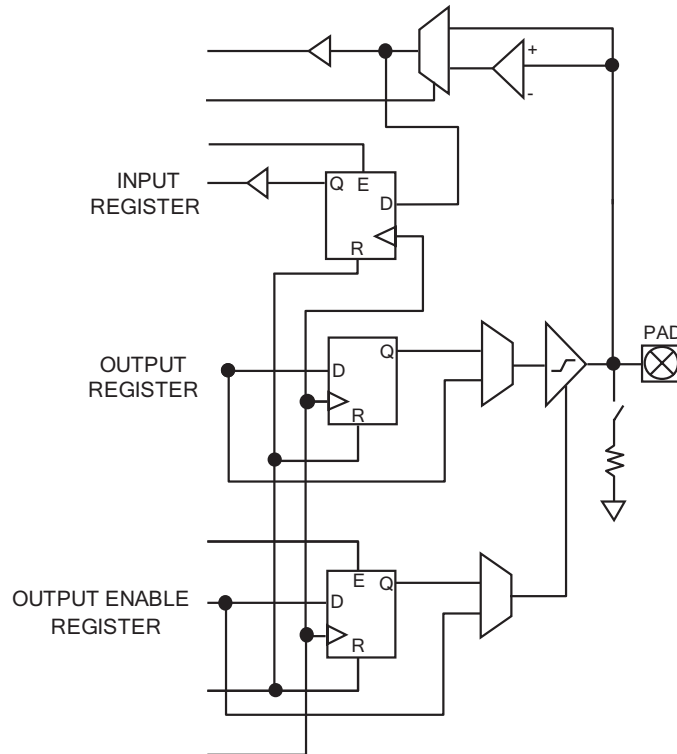 +
-
Q
E
INPUT
REGISTER
D
R
PAD
Q
OUTPUT
REGISTER
D
R
E
Q
OUTPUT ENABLE
REGISTER
D
R